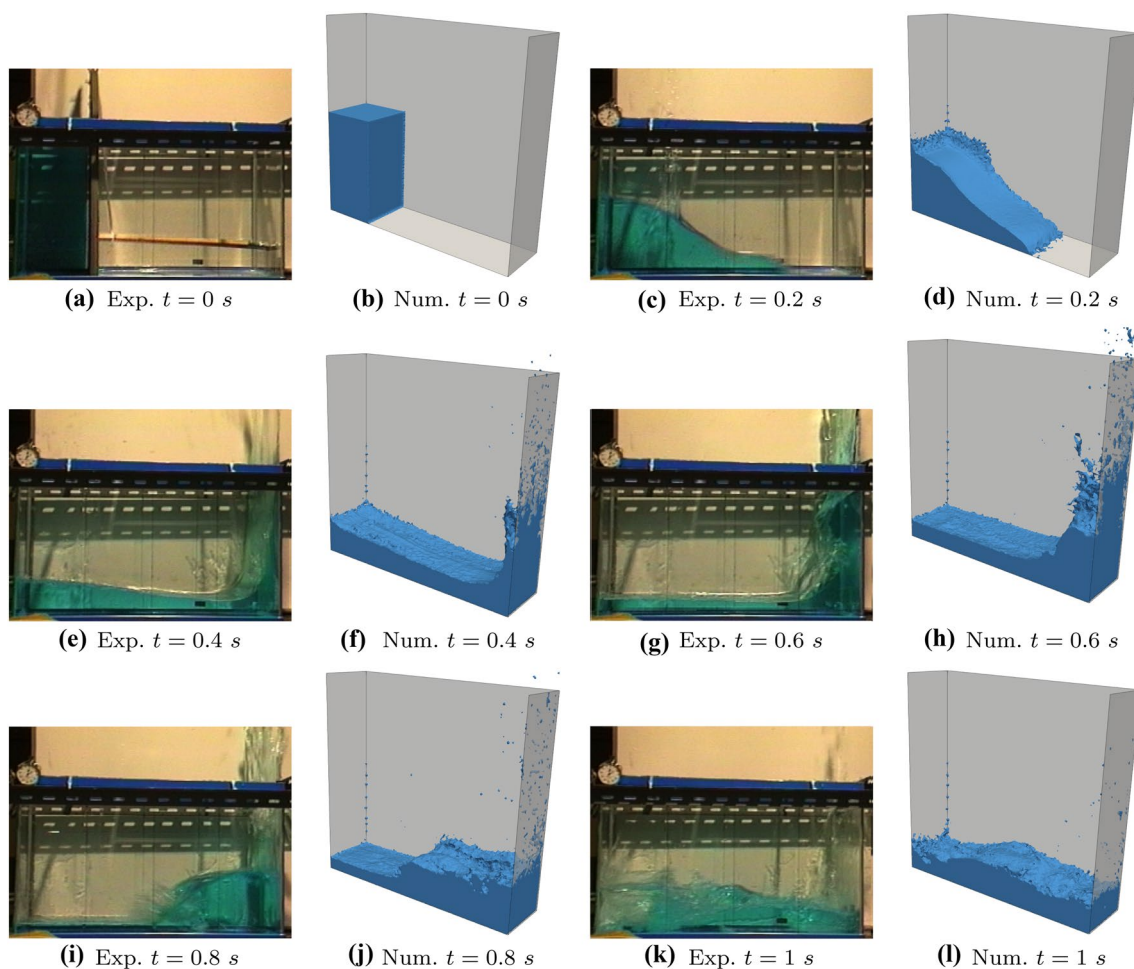 (a) Exp. t = 0 s
(b) Num. t = 0 s
(c) Exp. t = 0.2 s
(d) Num. t = 0.2 s
(e) Exp. t = 0.4 s
(f) Num. t = 0.4 s
(g) Exp. t = 0.6 s
(h) Num. t = 0.6 s
(i) Exp. t = 0.8 s
(j) Num. t = 0.8 s
(k) Exp. t = 1 s
(l) Num. t = 1 s